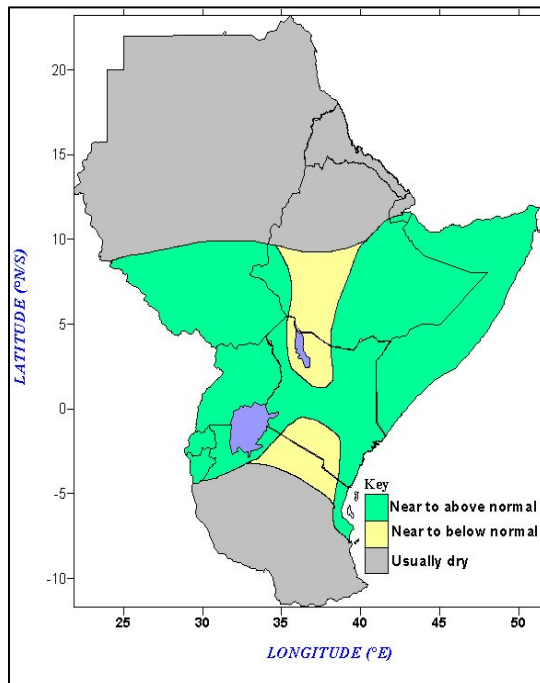 20
15
10
5
0
-5
-10
LATITUDE (°N/S)
Key
Near to above normal
Near to below normal
Usually dry
25 30 35 40 45 50
LONGITUDE (°E)